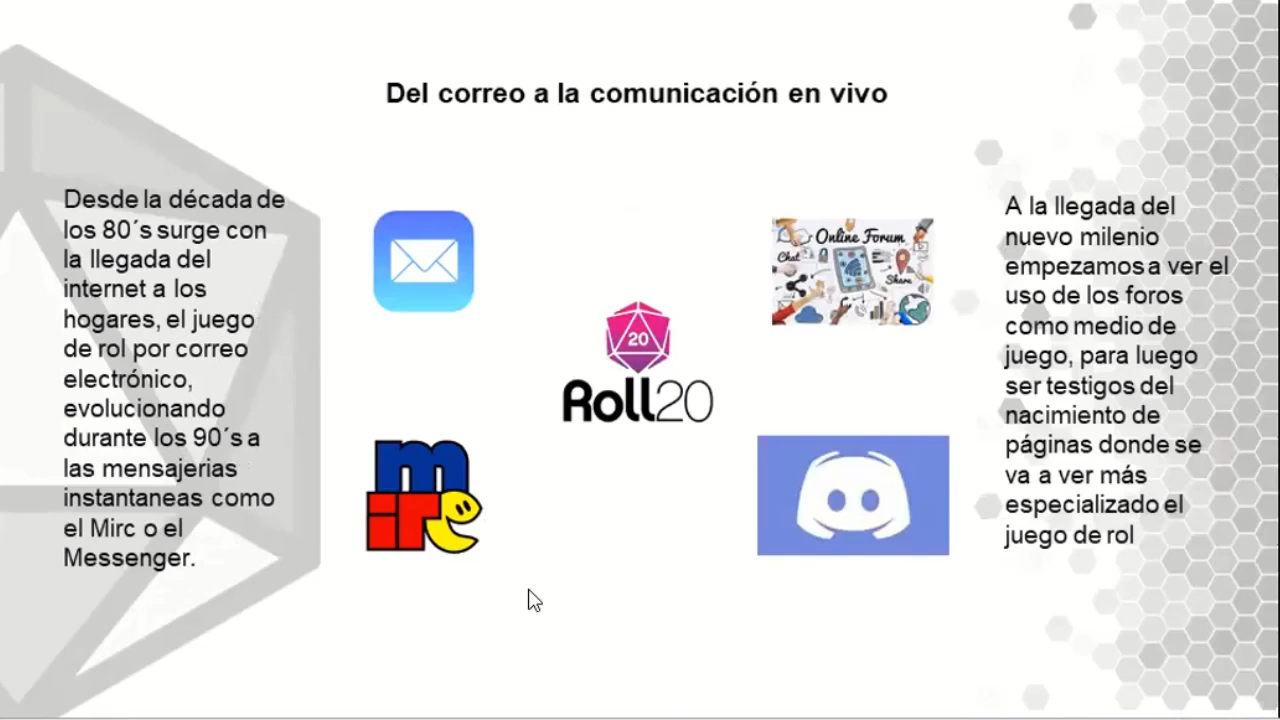 Del correo a la comunicación en vivo
Desde la década de
los 80´s surge con
la llegada del
internet a los
hogares, el juego
de rol por correo
electrónico,
evolucionando
durante los 90´s a
las mensajerias
instantaneas como
el Mirc o el
Messenger.
mirc
20
Roll20
Online Forum
Chat
Share
A la llegada del
nuevo milenio
empezamos a ver el
uso de los foros
como medio de
juego, para luego
ser testigos del
nacimiento de
páginas donde se
va a ver más
especializado el
juego de rol